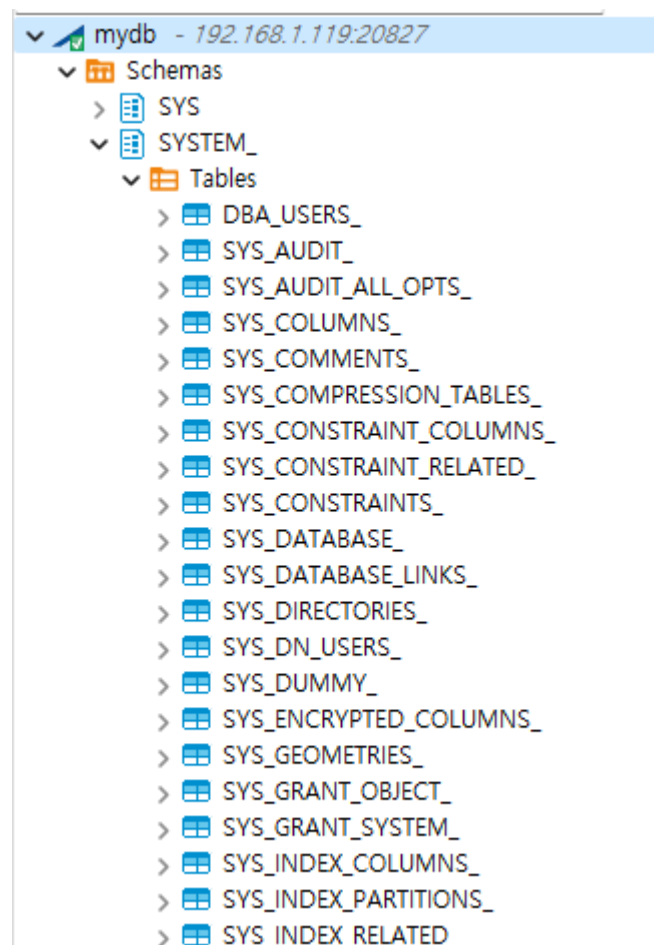 mydb - 192.168.1.119:20827
Schemas
SYS
SYSTEM_
Tables
DBA_USERS_
SYS_AUDIT_
SYS_AUDIT_ALL_OPTS_
SYS_COLUMNS_
SYS_COMMENTS_
SYS_COMPRESSION_TABLES_
SYS_CONSTRAINT_COLUMNS_
SYS_CONSTRAINT_RELATED_
SYS_CONSTRAINTS_
SYS_DATABASE_
SYS_DATABASE_LINKS_
SYS_DIRECTORIES_
SYS_DN_USERS_
SYS_DUMMY_
SYS_ENCRYPTED_COLUMNS_
SYS_GEOMETRIES_
SYS_GRANT_OBJECT_
SYS_GRANT_SYSTEM_
SYS_INDEX_COLUMNS_
SYS_INDEX_PARTITIONS_
SYS_INDEX_RELATED